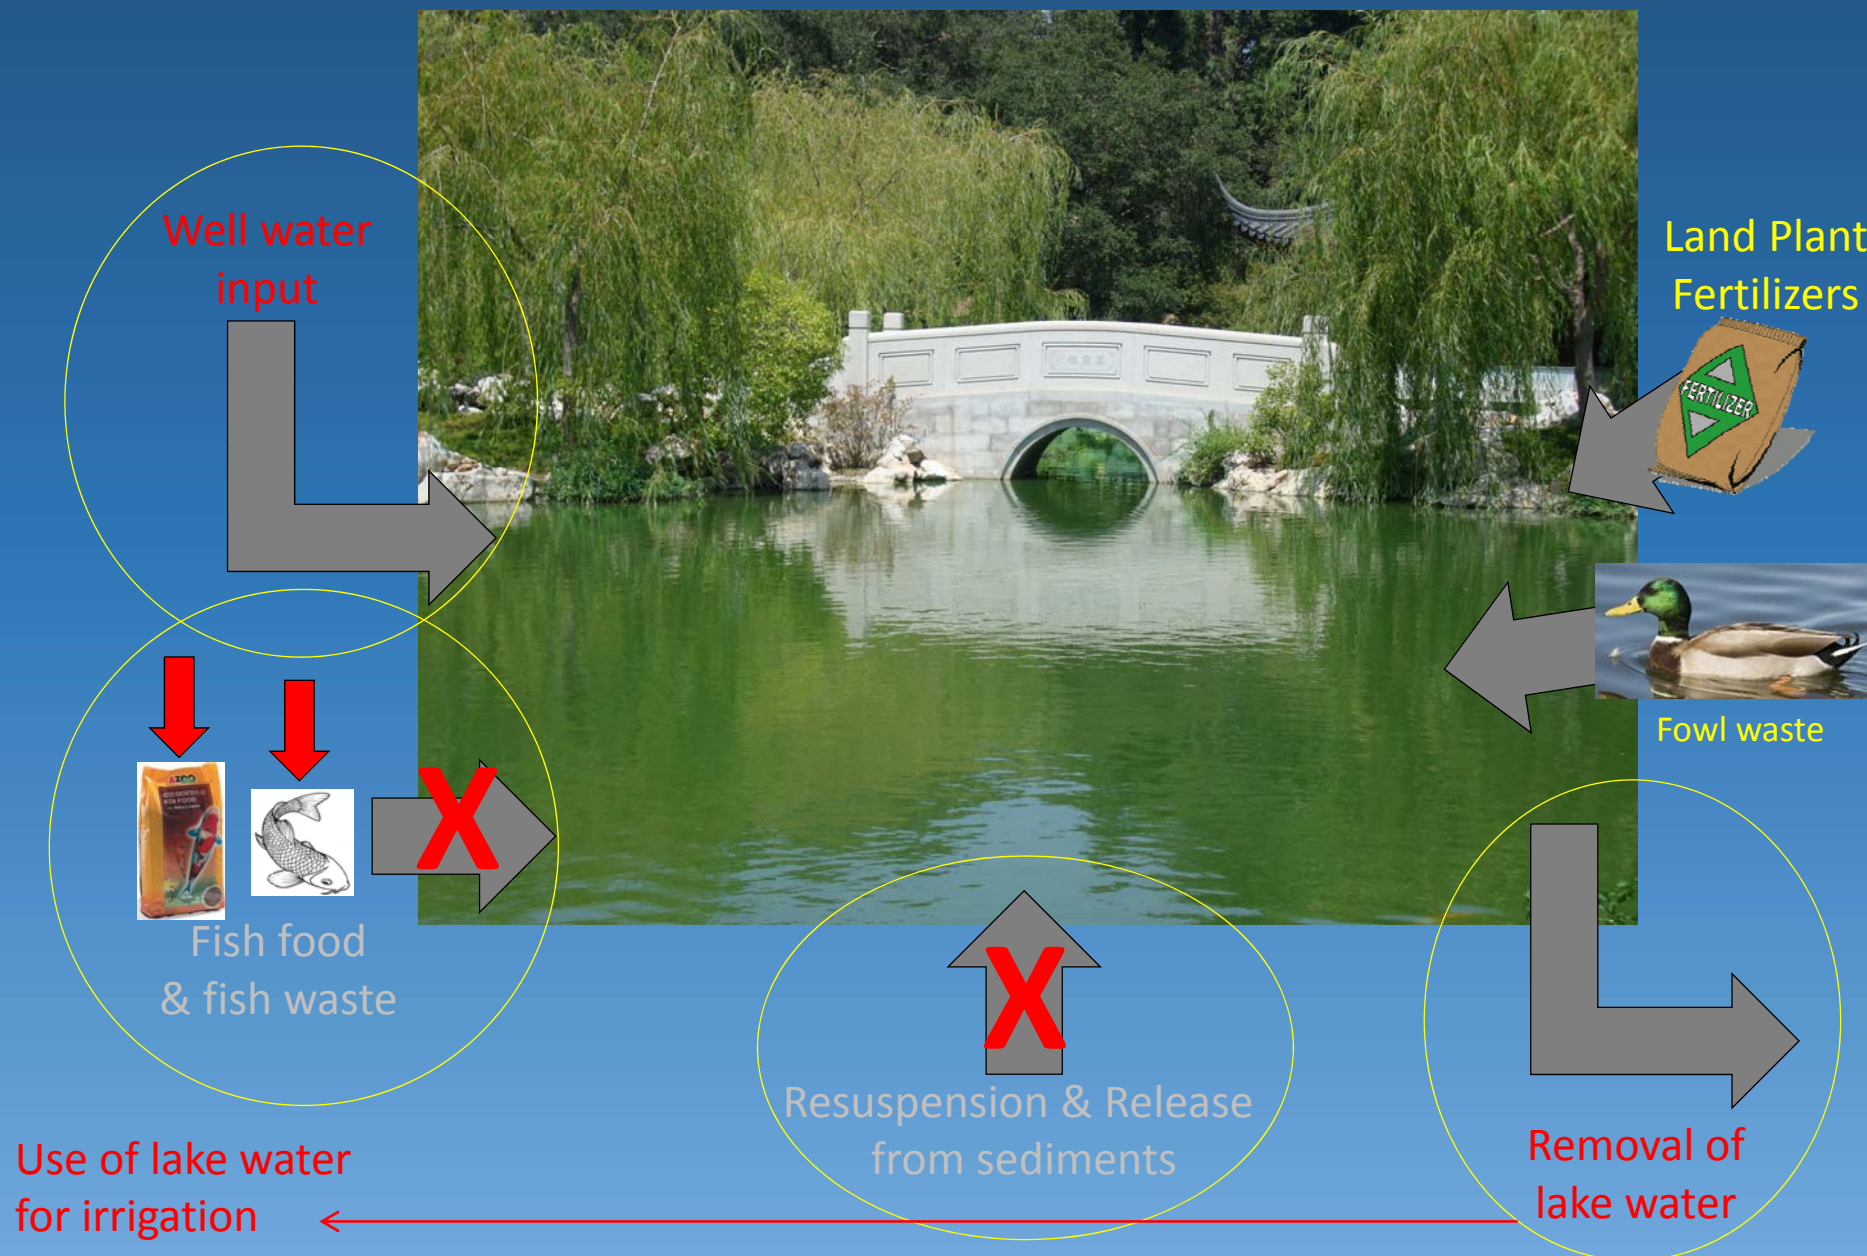 Well water
input
Land Plant
Fertilizers
FERTILIZER
Fowl waste
X
Fish food
& fish waste
X
Resuspension & Release
from sediments
Use of lake water
for irrigation
Removal of
lake water